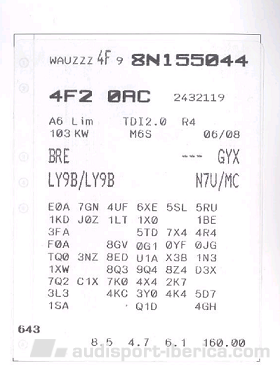 WAUZZZ 4F 9 8N155044
4F2 0AC 2432119
A6 Lim TDI2.0 R4
103 KW M6S 06/08
BRE --- GYX
LY9B/LY9B N7U/MC
E0A 7GN 4UF 6XE 5SL 5RU
1KD J0Z 1LT 1X0 1BE
3FA 5TD 7X4 4R4
F0A 8GV 0G1 0YF 0JG
TQ0 3NZ 8ED U1A X3B 1N3
1XW 8Q3 9Q4 8Z4 D3X
7Q2 C1X 7K0 4X4 2K7
3L3 4KC 3Y0 4K4 5D7
1SA Q1D 4GH
643
8.5 4.7 6.1 160.00
audisport-iberica.com